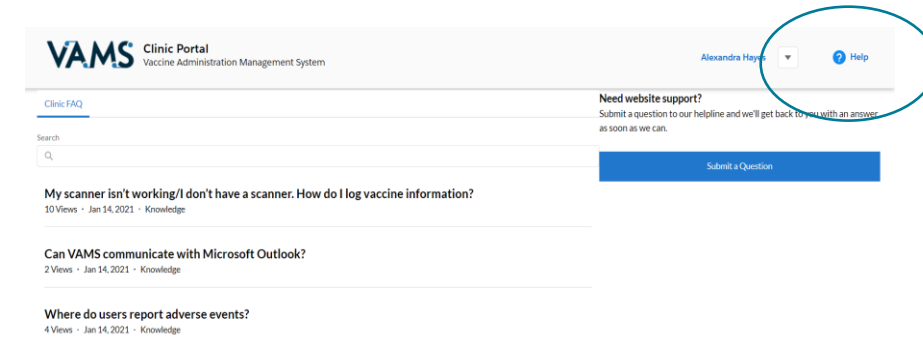 VAMS Clinic Portal
Vaccine Administration Management System
Alexandra Hayes
Help
Clinic FAQ
Search
My scanner isn't working/I don't have a scanner. How do I log vaccine information?
10 Views · Jan 14, 2021 · Knowledge
Can VAMS communicate with Microsoft Outlook?
2 Views · Jan 14, 2021 · Knowledge
Where do users report adverse events?
4 Views · Jan 14, 2021 · Knowledge
Need website support?
Submit a question to our helpline and we'll get back to you with an answer
as soon as we can.
Submit a Question